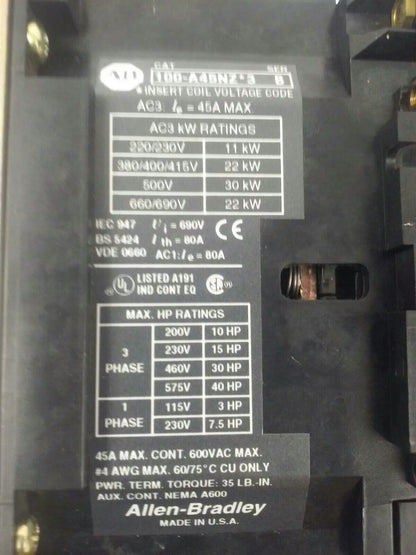 CAT SER
AB 100-A45NZ*3 B
* INSERT COIL VOLTAGE CODE
AC3: Ie = 45A MAX
AC3 kW RATINGS
220/230V 11 kW
380/400/415V 22 kW
500V 30 kW
660/690V 22 kW
IEC 947 Ui = 690V CE
BS 5424 Ith = 80A
VDE 0660 AC1: Ie = 80A
UL LISTED A191 SA
IND CONT EQ
MAX. HP RATINGS
3 PHASE 200V 10 HP
230V 15 HP
460V 30 HP
575V 40 HP
1 PHASE 115V 3 HP
230V 7.5 HP
45A MAX. CONT. 600VAC MAX.
#4 AWG MAX. 60/75°C CU ONLY
PWR. TERM. TORQUE: 35 LB.-IN.
AUX. CONT. NEMA A600
Allen-Bradley
MADE IN U.S.A.